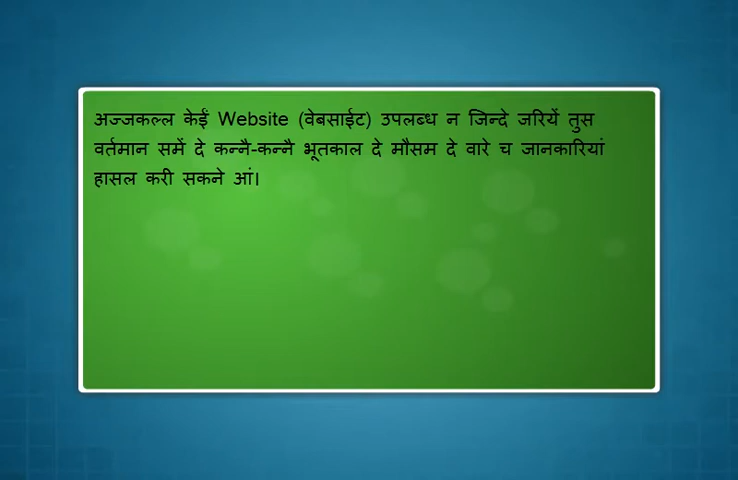 अज्जकल्ल केईं Website (वेबसाईट) उपलब्ध न जिन्दे जरियें तुस
वर्तमान समें दे कन्नै-कन्नै भूतकाल दे मौसम दे वारे च जानकारियां
हासल करी सकने आं।